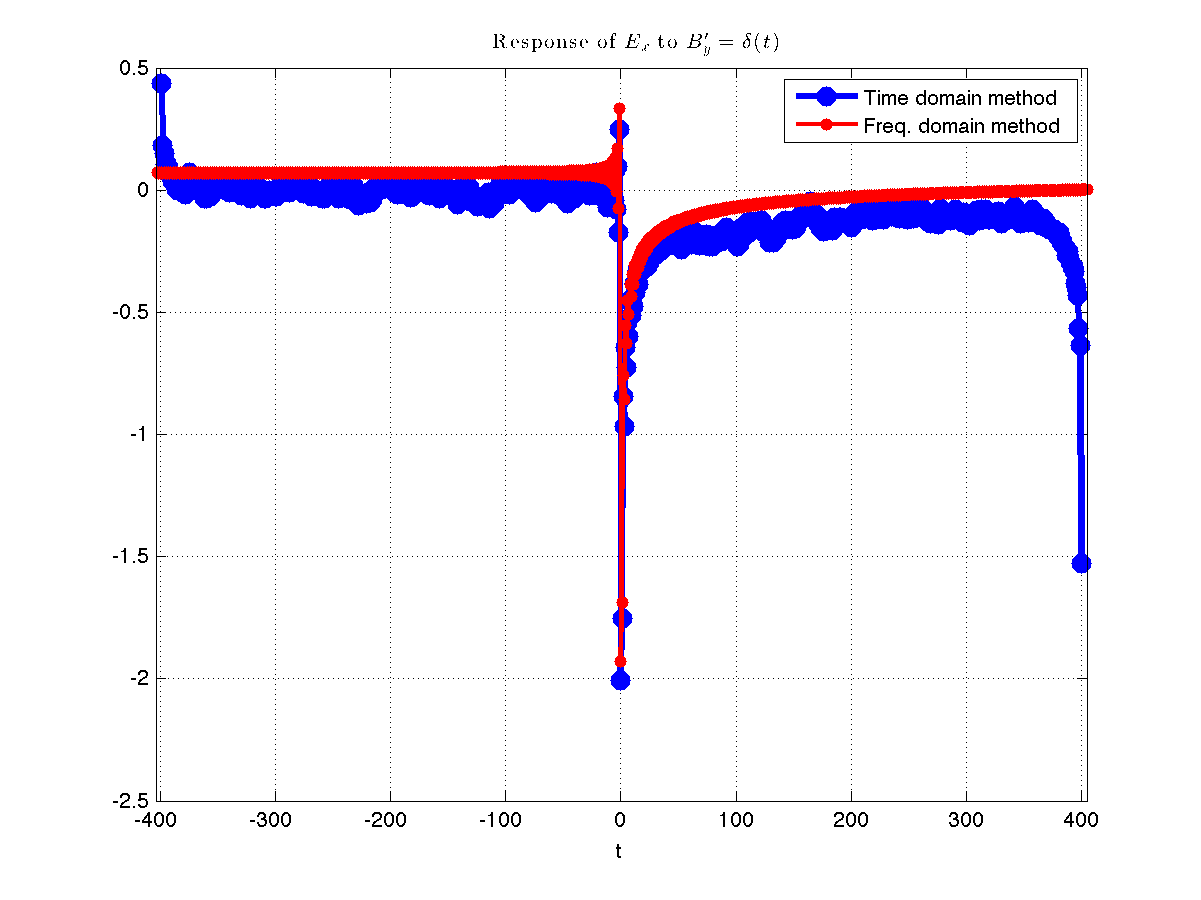 Response of $E_x$ to $B_y' = \delta(t)$
0.5
0
-0.5
-1
-1.5
-2
-2.5
Time domain method
Freq. domain method
-400 -300 -200 -100 0 100 200 300 400
t